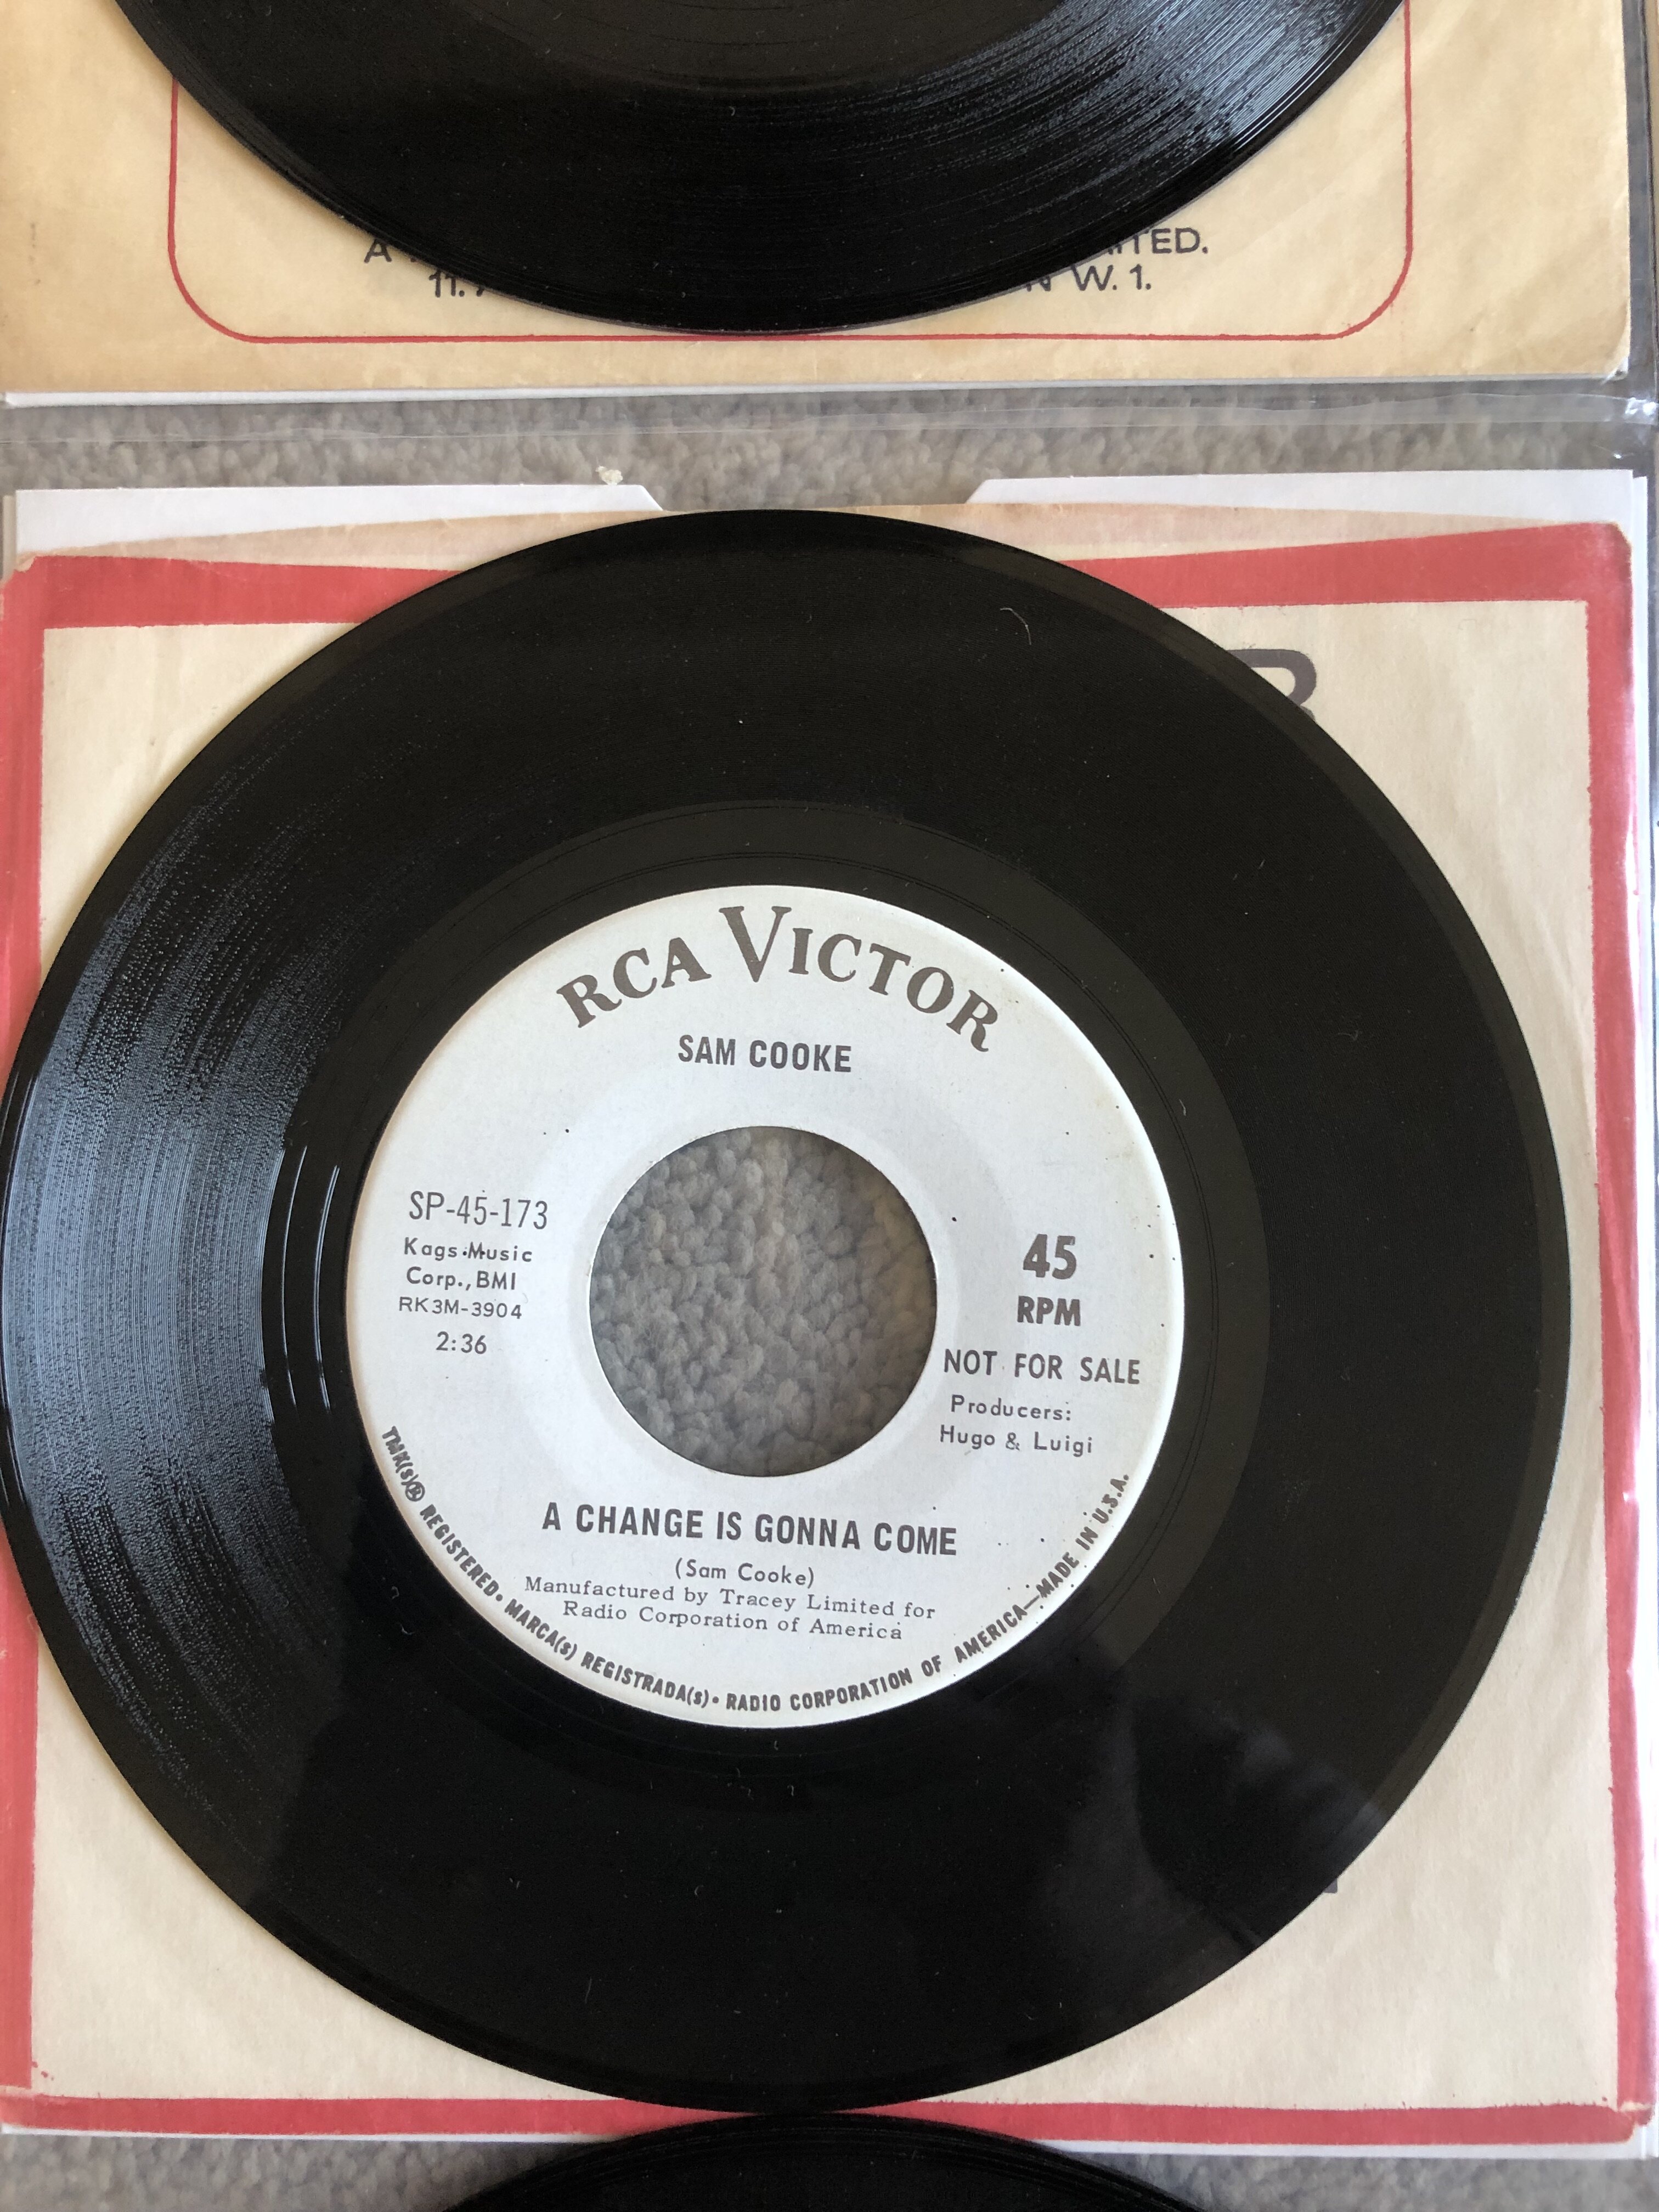 A
ITED.
11.
W. 1.
RCA VICTOR
SAM COOKE
SP-45-173
Kags Music
Corp., BMI
RK3M-3904
2:36
45
RPM
NOT FOR SALE
Producers:
Hugo & Luigi
A CHANGE IS GONNA COME
(Sam Cooke)
Manufactured by Tracey Limited for
Radio Corporation of America
TMK(s)® REGISTERED • MARCA(s) REGISTRADA(s) • RADIO CORPORATION OF AMERICA—MADE IN U.S.A.